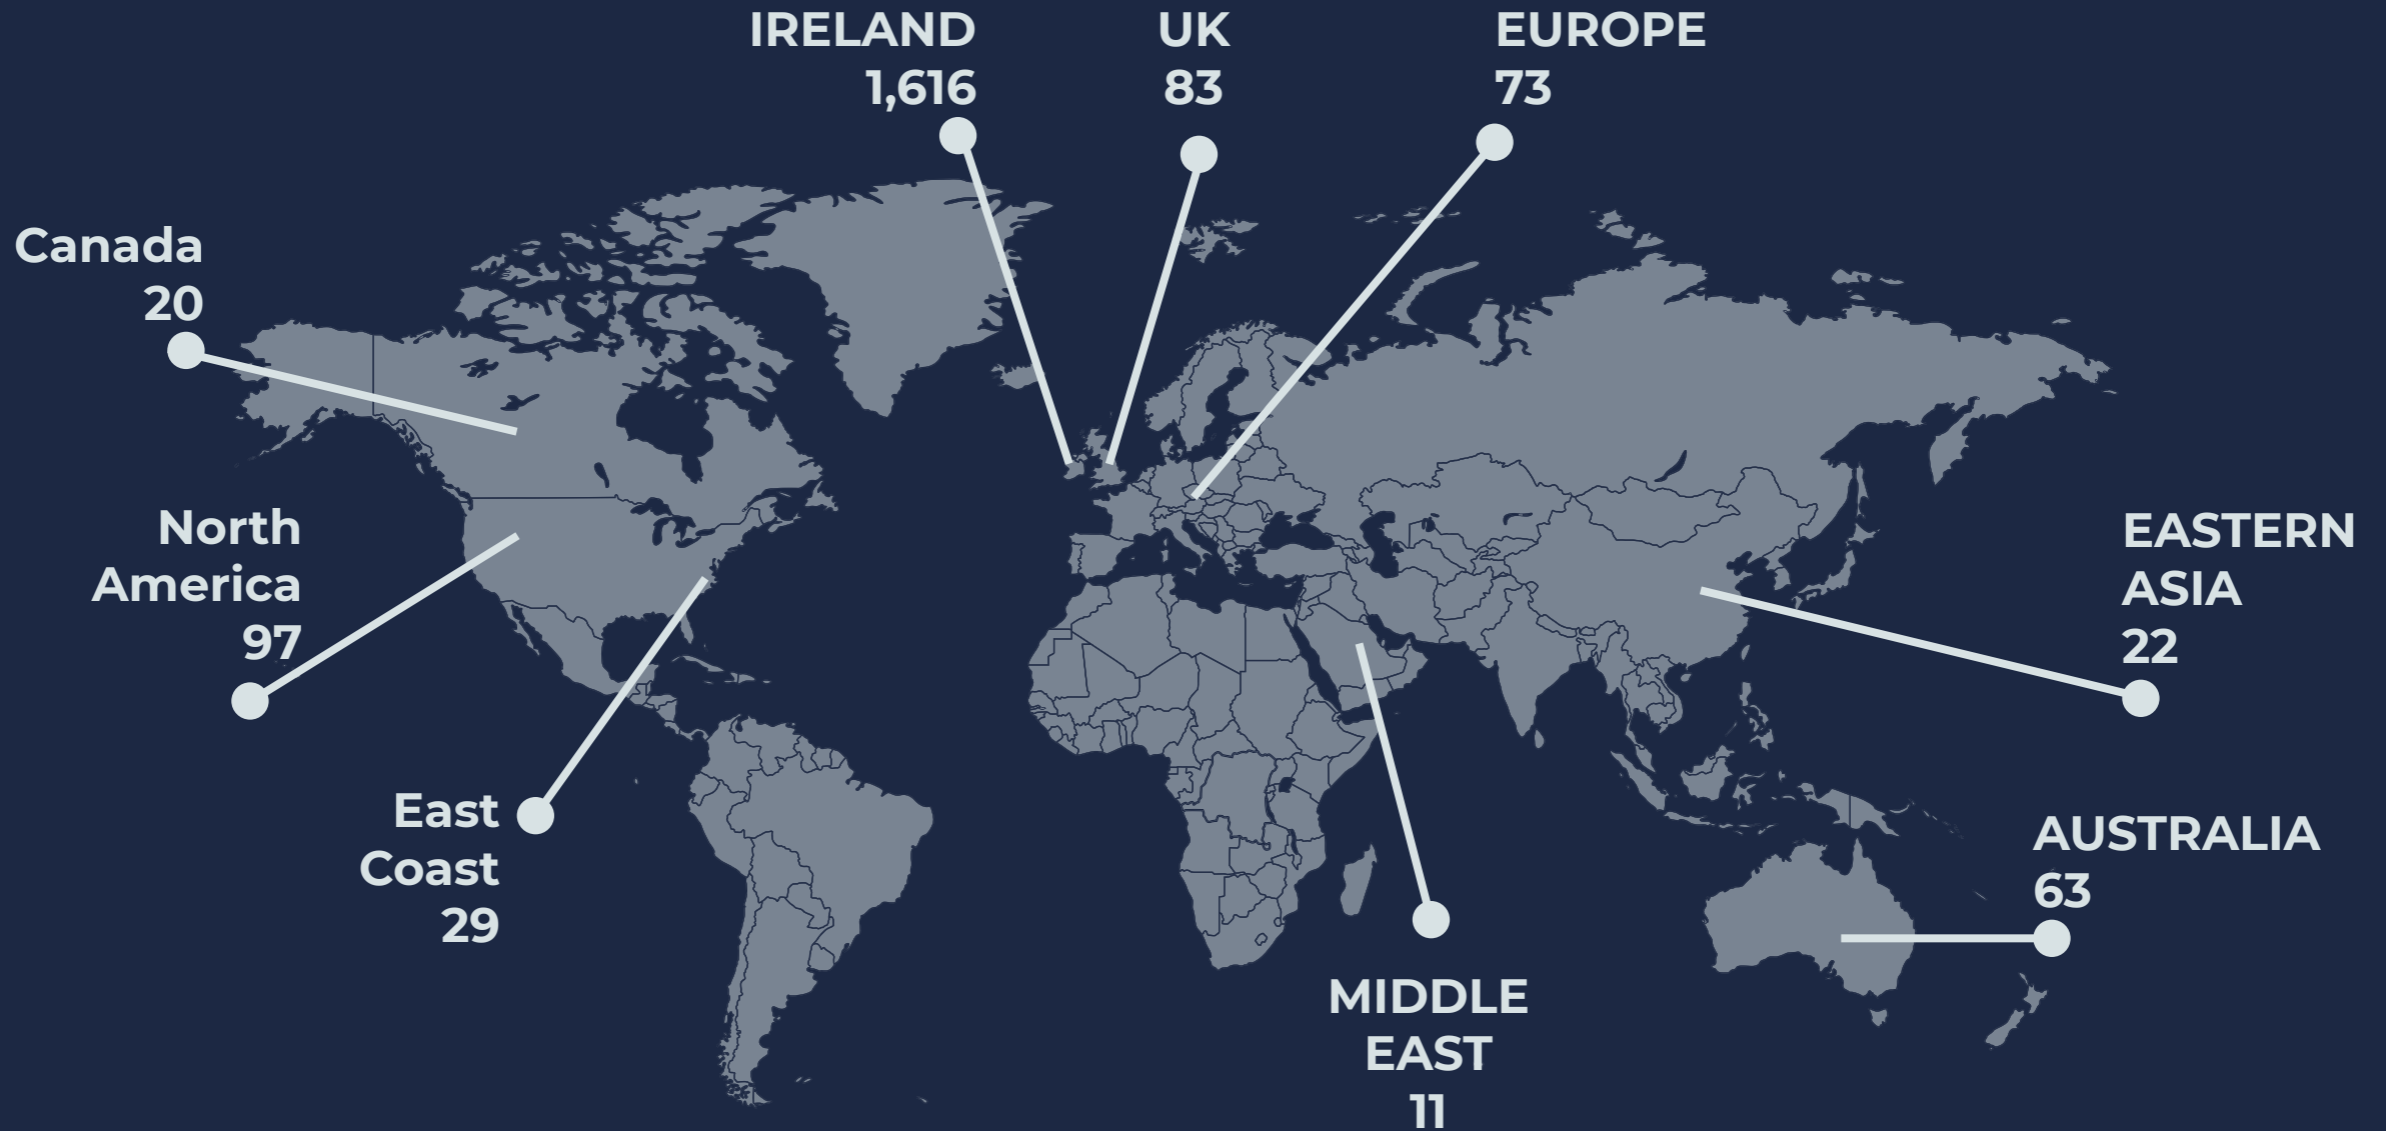 IRELAND
1,616
UK
83
EUROPE
73
Canada
20
North
America
97
EASTERN
ASIA
22
East
Coast
29
AUSTRALIA
63
MIDDLE
EAST
11